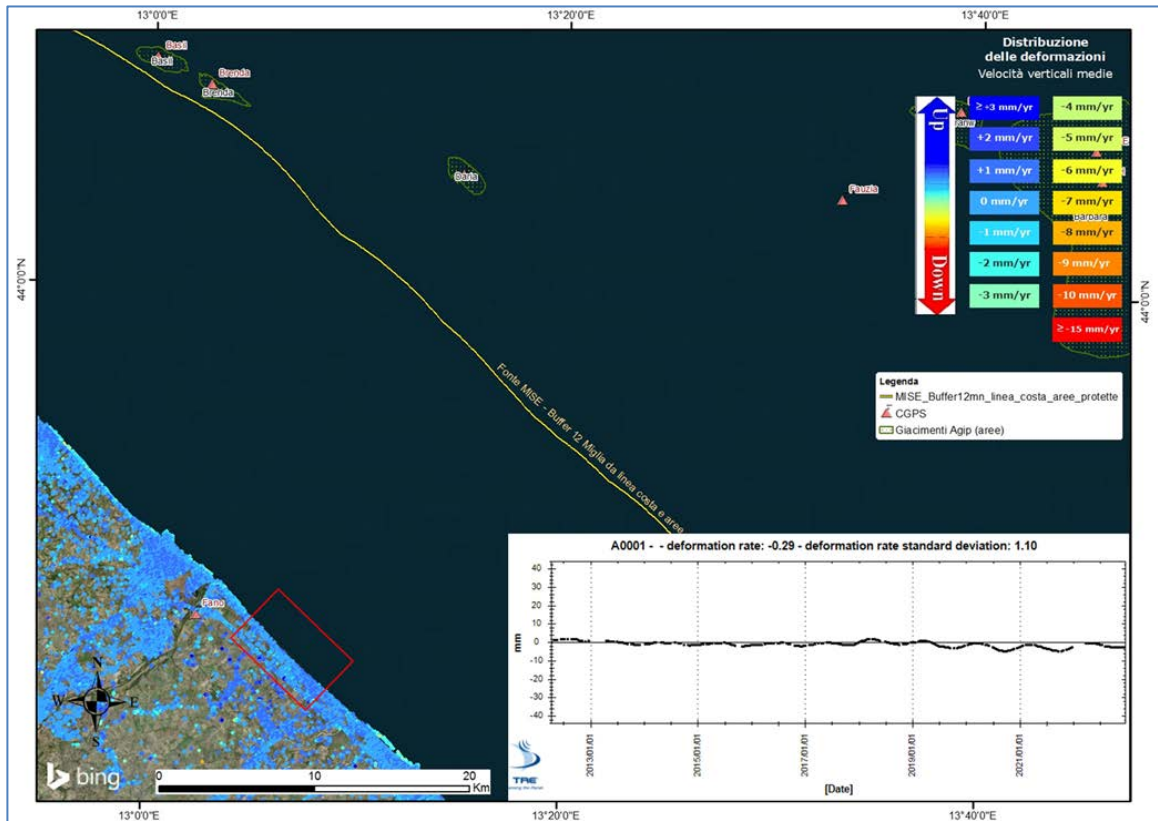 13°0'0"E
13°20'0"E
13°40'0"E
Basil
Basil
Brenda
Brenda
Daria
Fauzia
Barbara
Distribuzione
delle deformazioni
Velocità verticali medie
Up
Down
≥ +3 mm/yr
-4 mm/yr
+2 mm/yr
-5 mm/yr
+1 mm/yr
-6 mm/yr
0 mm/yr
-7 mm/yr
-1 mm/yr
-8 mm/yr
-2 mm/yr
-9 mm/yr
-3 mm/yr
-10 mm/yr
≥ -15 mm/yr
44°0'0"N
44°0'0"N
Legenda
MISE_Buffer12mn_linea_costa_aree_protette
CGPS
Giacimenti Agip (aree)
Fonte MISE - Buffer 12 Miglia da linea costa e aree
Fano
N
W
E
S
bing
0
10
20
Km
A0001 - - deformation rate: -0.29 - deformation rate standard deviation: 1.10
mm
40
30
20
10
0
-10
-20
-30
-40
2013/01/01
2015/01/01
2017/01/01
2019/01/01
2021/01/01
[Date]
TRE
13°0'0"E
13°20'0"E
13°40'0"E